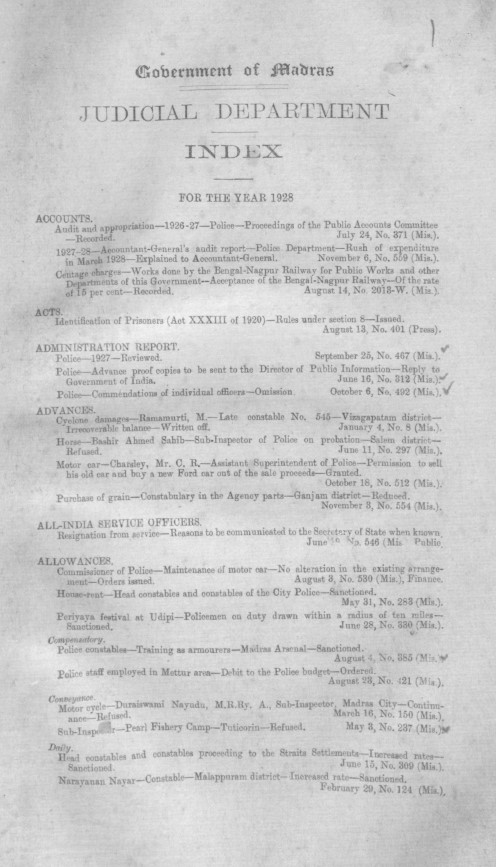 Government of Madras
JUDICIAL DEPARTMENT
INDEX
FOR THE YEAR 1928
ACCOUNTS.
Audit and appropriation—1926-27—Police—Proceedings of the Public Accounts Committee
—Recorded. July 24, No. 371 (Mis.).
1927-28—Accountant-General's audit report—Police Department—Rush of expenditure
in March 1928—Explained to Accountant-General. November 6, No. 559 (Mis.).
Centage charges—Works done by the Bengal-Nagpur Railway for Public Works and other
Departments of this Government—Acceptance of the Bengal-Nagpur Railway—Of the rate
of 15 per cent—Recorded. August 14, No. 2013-W. (Mis.).
ACTS.
Identification of Prisoners (Act XXXIII of 1920)—Rules under section 8—Issued.
August 13, No. 401 (Press).
ADMINISTRATION REPORT.
Police—1927—Reviewed. September 25, No. 467 (Mis.).
Police—Advance proof copies to be sent to the Director of Public Information—Reply to
Government of India. June 16, No. 312 (Mis.).
Police—Commendations of individual officers—Omission. October 6, No. 492 (Mis.).
ADVANCES.
Cyclone damages—Ramamurti, M.—Late constable No. 545—Vizagapatam district—
Irrecoverable balance—Written off. January 4, No. 8 (Mis.).
Horse—Bashir Ahmed Sahib—Sub-Inspector of Police on probation—Salem district—
Refused. June 11, No. 297 (Mis.).
Motor car—Charsley, Mr. C. R.—Assistant Superintendent of Police—Permission to sell
his old car and buy a new Ford car out of the sale proceeds—Granted.
October 18, No. 512 (Mis.).
Purchase of grain—Constabulary in the Agency parts—Ganjam district—Reduced.
November 3, No. 554 (Mis.).
ALL-INDIA SERVICE OFFICERS.
Resignation from service—Reasons to be communicated to the Secretary of State when known.
June No. 546 (Mis Public.
ALLOWANCES.
Commissioner of Police—Maintenance of motor car—No alteration in the existing arrange-
ment—Orders issued. August 3, No. 530 (Mis.), Finance.
House-rent—Head constables and constables of the City Police—Sanctioned.
May 31, No. 283 (Mis.).
Periyaya festival at Udipi—Policemen on duty drawn within a radius of ten miles—
Sanctioned. June 28, No. 330 (Mis.).
Compensatory.
Police constables—Training as armourers—Madras Arsenal—Sanctioned.
August 4, No. 385 (Mis.).
Police staff employed in Mettur area—Debit to the Police budget—Ordered.
August 23, No. 421 (Mis.).
Conveyance.
Motor cycle—Duraiswami Nayudu, M.R.Ry. A., Sub-Inspector, Madras City—Continu-
ance—Refused. March 16, No. 150 (Mis.).
Sub-Inspector—Pearl Fishery Camp—Tuticorin—Refused. May 3, No. 237 (Mis.).
Daily.
Head constables and constables proceeding to the Straits Settlements—Increased rates—
Sanctioned. June 15, No. 309 (Mis.).
Narayanan Nayar—Constable—Malappuram district—Increased rate—Sanctioned.
February 29, No. 124 (Mis.).